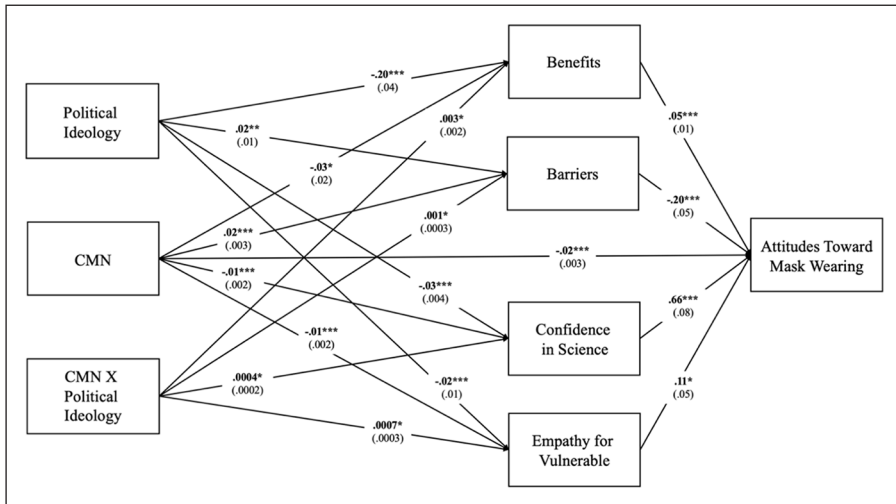 Benefits
-.20***
(.04)
Political
Ideology
.003*
(.002)
.05***
(.01)
.02**
(.01)
-.03*
(.02)
Barriers
.001*
(.0003)
-.20***
(.05)
.02***
(.003)
CMN
-.02***
(.003)
Attitudes Toward
Mask Wearing
-.01***
(.002)
-.03***
(.004)
.66***
(.08)
Confidence
in Science
-.01***
(.002)
CMN X
Political
Ideology
.0004*
(.0002)
-.02***
(.01)
.11*
(.05)
.0007*
(.0003)
Empathy for
Vulnerable